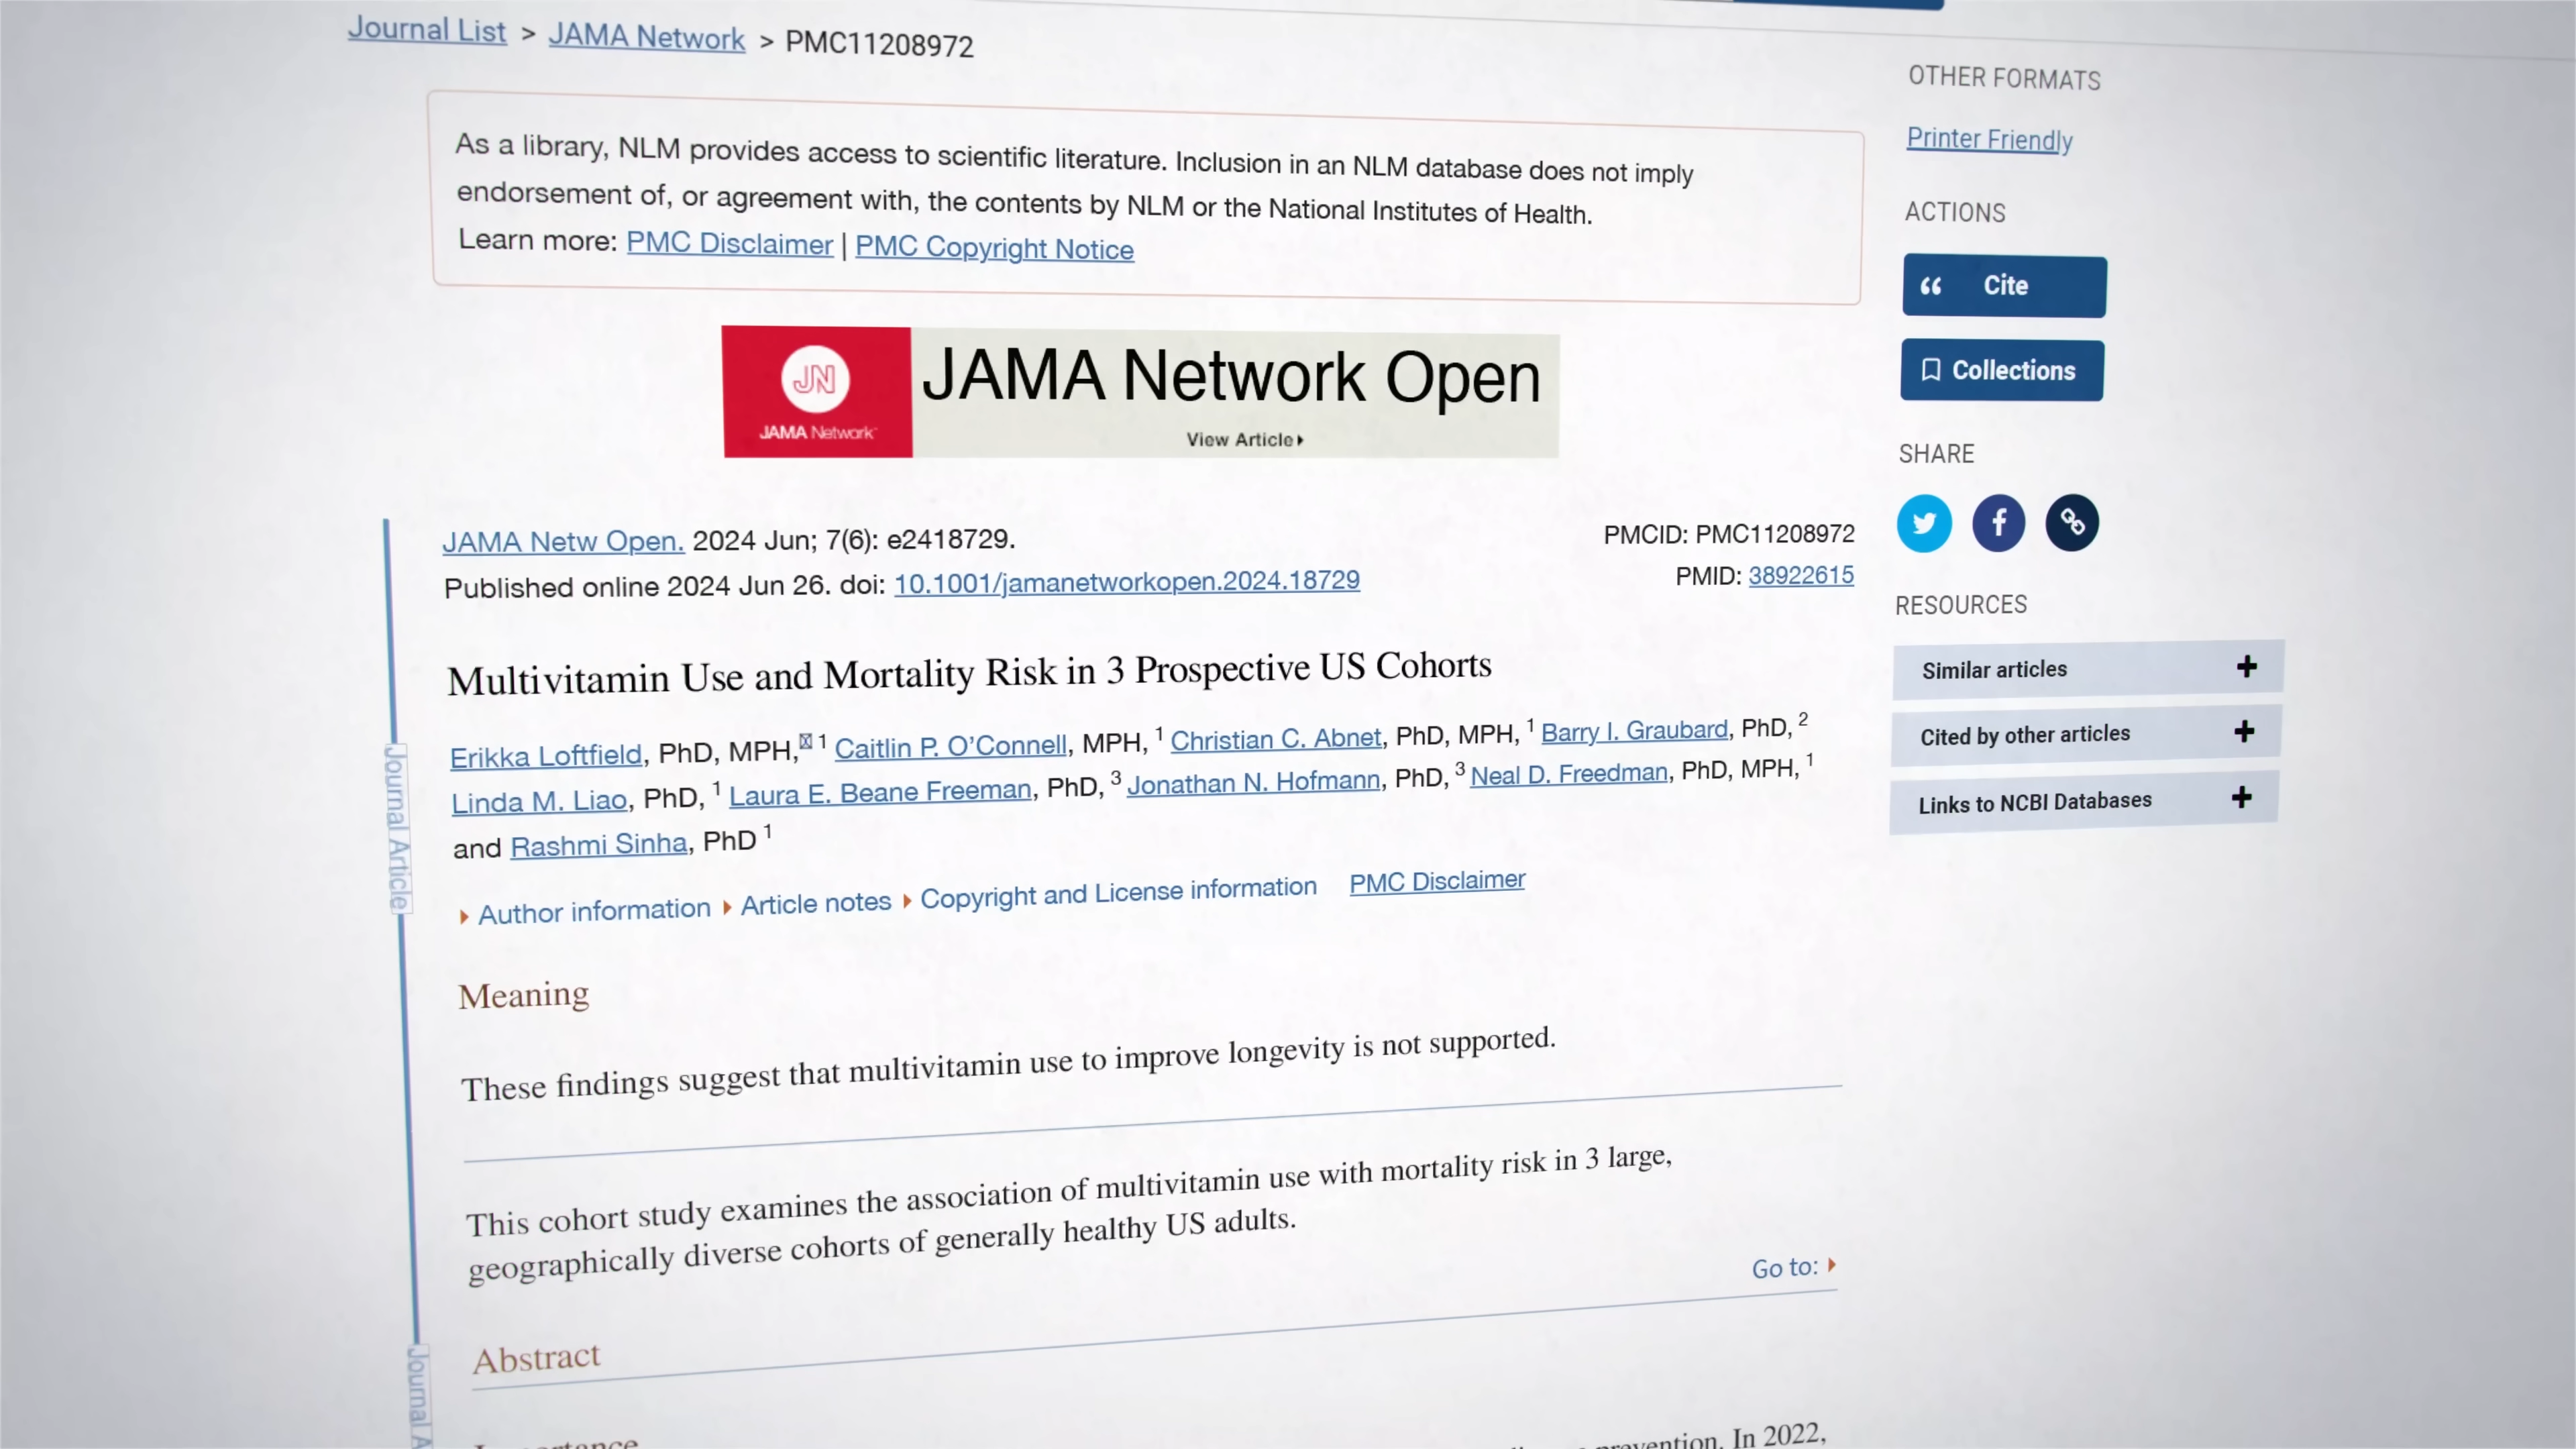 Journal List > JAMA Network > PMC11208972
As a library, NLM provides access to scientific literature. Inclusion in an NLM database does not imply
endorsement of, or agreement with, the contents by NLM or the National Institutes of Health.
Learn more: PMC Disclaimer | PMC Copyright Notice
JN
JAMA Network
JAMA Network Open
View Article
JAMA Netw Open. 2024 Jun; 7(6): e2418729.
Published online 2024 Jun 26. doi: 10.1001/jamanetworkopen.2024.18729
PMCID: PMC11208972
PMID: 38922615
Multivitamin Use and Mortality Risk in 3 Prospective US Cohorts
Erikka Loftfield, PhD, MPH, 1 Caitlin P. O’Connell, MPH, 1 Christian C. Abnet, PhD, MPH, 1 Barry I. Graubard, PhD, 2
Linda M. Liao, PhD, 1 Laura E. Beane Freeman, PhD, 3 Jonathan N. Hofmann, PhD, 3 Neal D. Freedman, PhD, MPH, 1
and Rashmi Sinha, PhD 1
Author information Article notes Copyright and License information PMC Disclaimer
Meaning
These findings suggest that multivitamin use to improve longevity is not supported.
This cohort study examines the association of multivitamin use with mortality risk in 3 large,
geographically diverse cohorts of generally healthy US adults.
Go to:
Abstract
prevention. In 2022,
Journal Article
Journal A
OTHER FORMATS
Printer Friendly
ACTIONS
Cite
Collections
SHARE
RESOURCES
Similar articles
Cited by other articles
Links to NCBI Databases